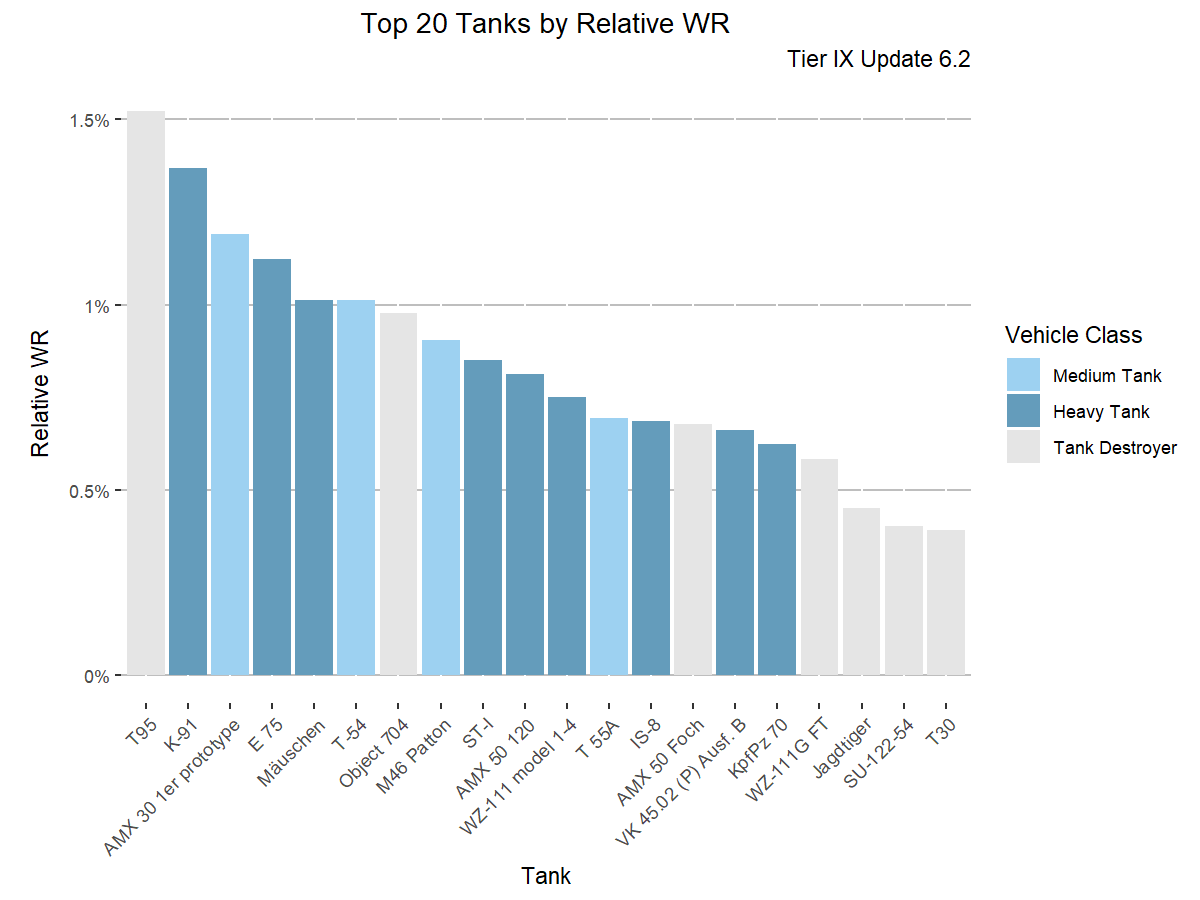 Top 20 Tanks by Relative WR
Tier IX Update 6.2
1.5%
1%
0.5%
0%
Relative WR
T95
K-91
AMX 30 1er prototype
E 75
Mäuschen
T-54
Object 704
M46 Patton
ST-I
AMX 50 120
WZ-111 model 1-4
T 55A
IS-8
AMX 50 Foch
VK 45.02 (P) Ausf. B
KpfPz 70
WZ-111G FT
Jagdtiger
SU-122-54
T30
Tank
Vehicle Class
Medium Tank
Heavy Tank
Tank Destroyer